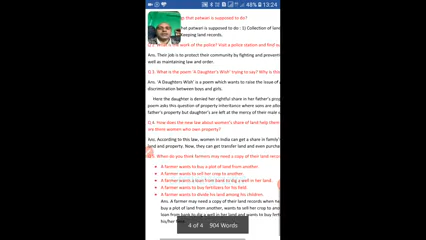 48% 13:24
that patwari is supposed to do?
that patwari is supposed to do : 1) Collection of lan
Keeping land records.
is the work of the police? Visit a police station and find ou
Ans. Their job is to protect their community by fighting and preventi
well as maintaining law and order.
Q 3. What is the poem 'A Daughter's Wish' trying to say? Why is this
Ans. 'A Daughters Wish' is a poem which wants to raise the issue of
discrimination between boys and girls.
Here the daughter is denied her rightful share in her father's prop
poem asks this question of property inheritance where sons are allo
father's property but daughter's are left at the mercy of their male
Q.4. How does the new law about women's share of land help them
are there women who own property?
Ans. According to this law, women in India can get a share in family'
land and property. Now, they can get transfer land even purchase
5. When do you think farmers may need a copy of their land recor
• A farmer wants to buy a plot of land from another.
• A farmer wants to sell her crop to another.
• A farmer wants a loan from bank to dig a well in her land.
• A farmer wants to buy fertilisers for his field.
• A farmer wants to divide his land among his children.
Ans. A farmer may need a copy of their land records when ha
buy a plot of land from another, wants to sell her crop to ano
loan from bank to dig a well in her land and wants to buy fert
his/her
4 of 4 904 Words